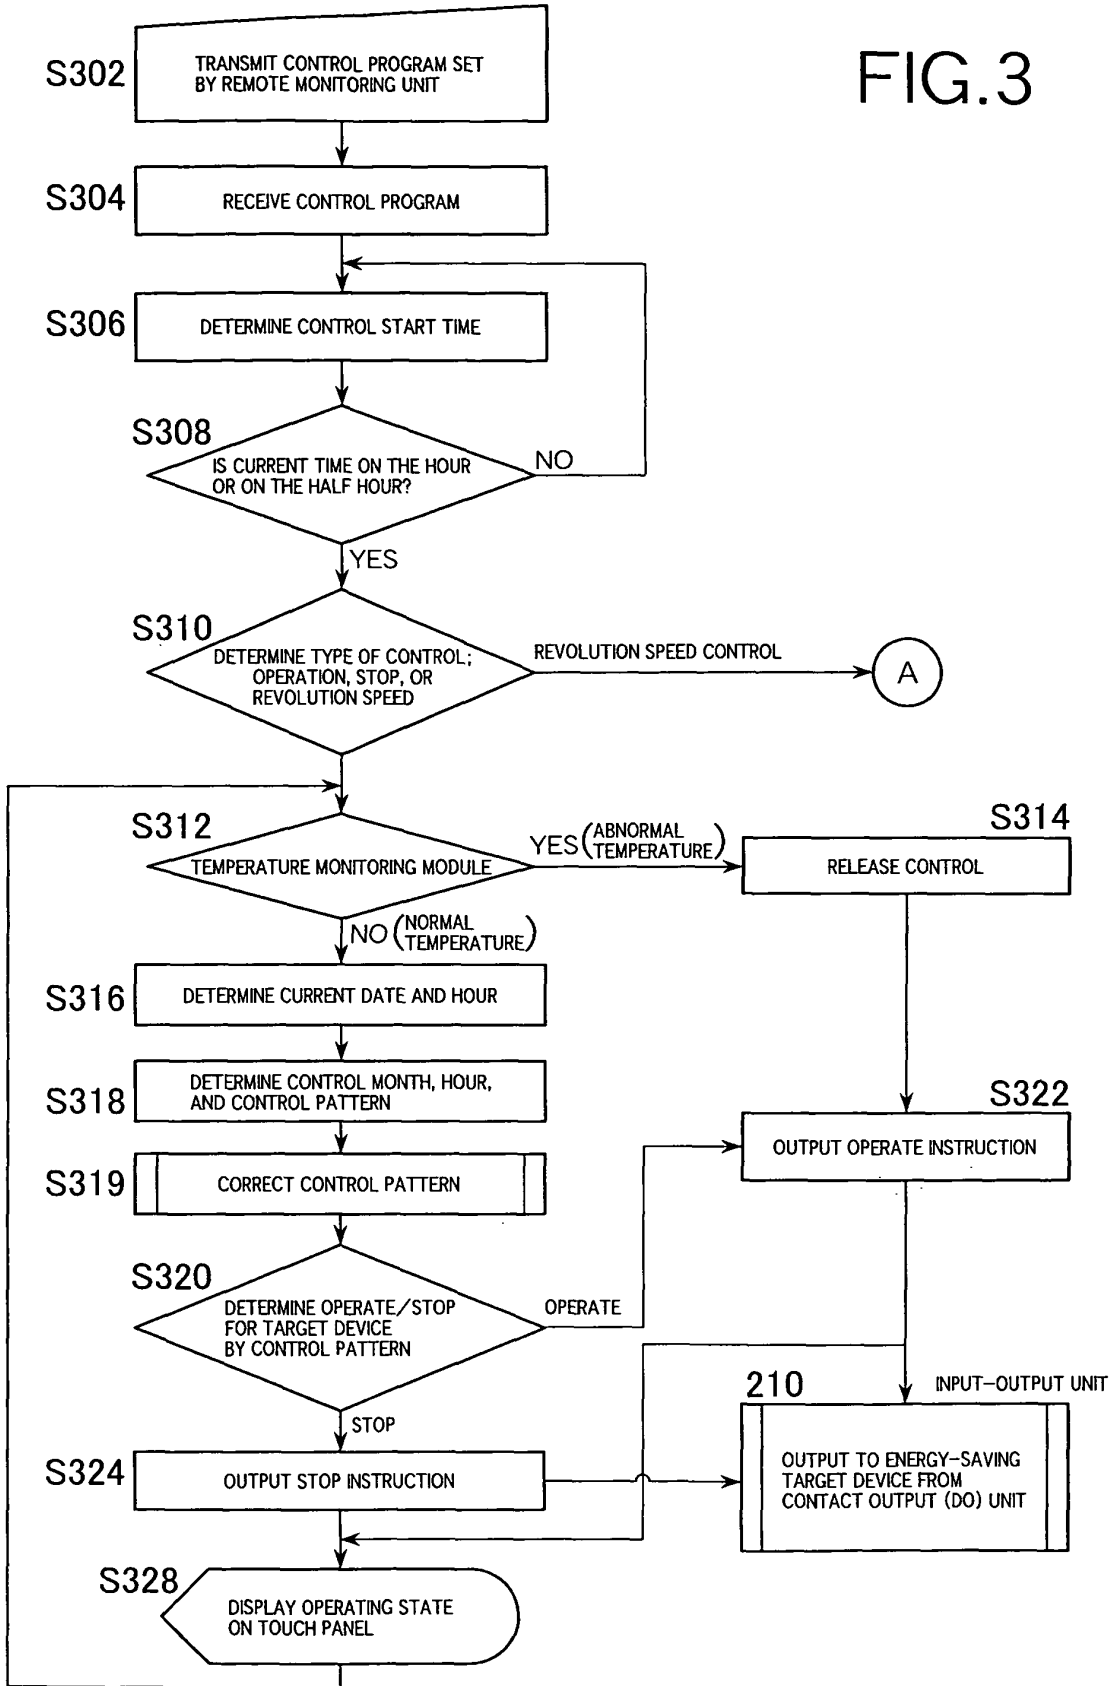 FIG.3
S302
TRANSMIT CONTROL PROGRAM SET
BY REMOTE MONITORING UNIT
S304
RECEIVE CONTROL PROGRAM
S306
DETERMINE CONTROL START TIME
S308
IS CURRENT TIME ON THE HOUR
OR ON THE HALF HOUR?
NO
YES
S310
DETERMINE TYPE OF CONTROL;
OPERATION, STOP, OR
REVOLUTION SPEED
REVOLUTION SPEED CONTROL
A
S312
TEMPERATURE MONITORING MODULE
YES (ABNORMAL
TEMPERATURE)
S314
RELEASE CONTROL
NO (NORMAL
TEMPERATURE)
S316
DETERMINE CURRENT DATE AND HOUR
S318
DETERMINE CONTROL MONTH, HOUR,
AND CONTROL PATTERN
S322
OUTPUT OPERATE INSTRUCTION
S319
CORRECT CONTROL PATTERN
S320
DETERMINE OPERATE/STOP
FOR TARGET DEVICE
BY CONTROL PATTERN
OPERATE
STOP
210
INPUT-OUTPUT UNIT
OUTPUT TO ENERGY-SAVING
TARGET DEVICE FROM
CONTACT OUTPUT (DO) UNIT
S324
OUTPUT STOP INSTRUCTION
S328
DISPLAY OPERATING STATE
ON TOUCH PANEL